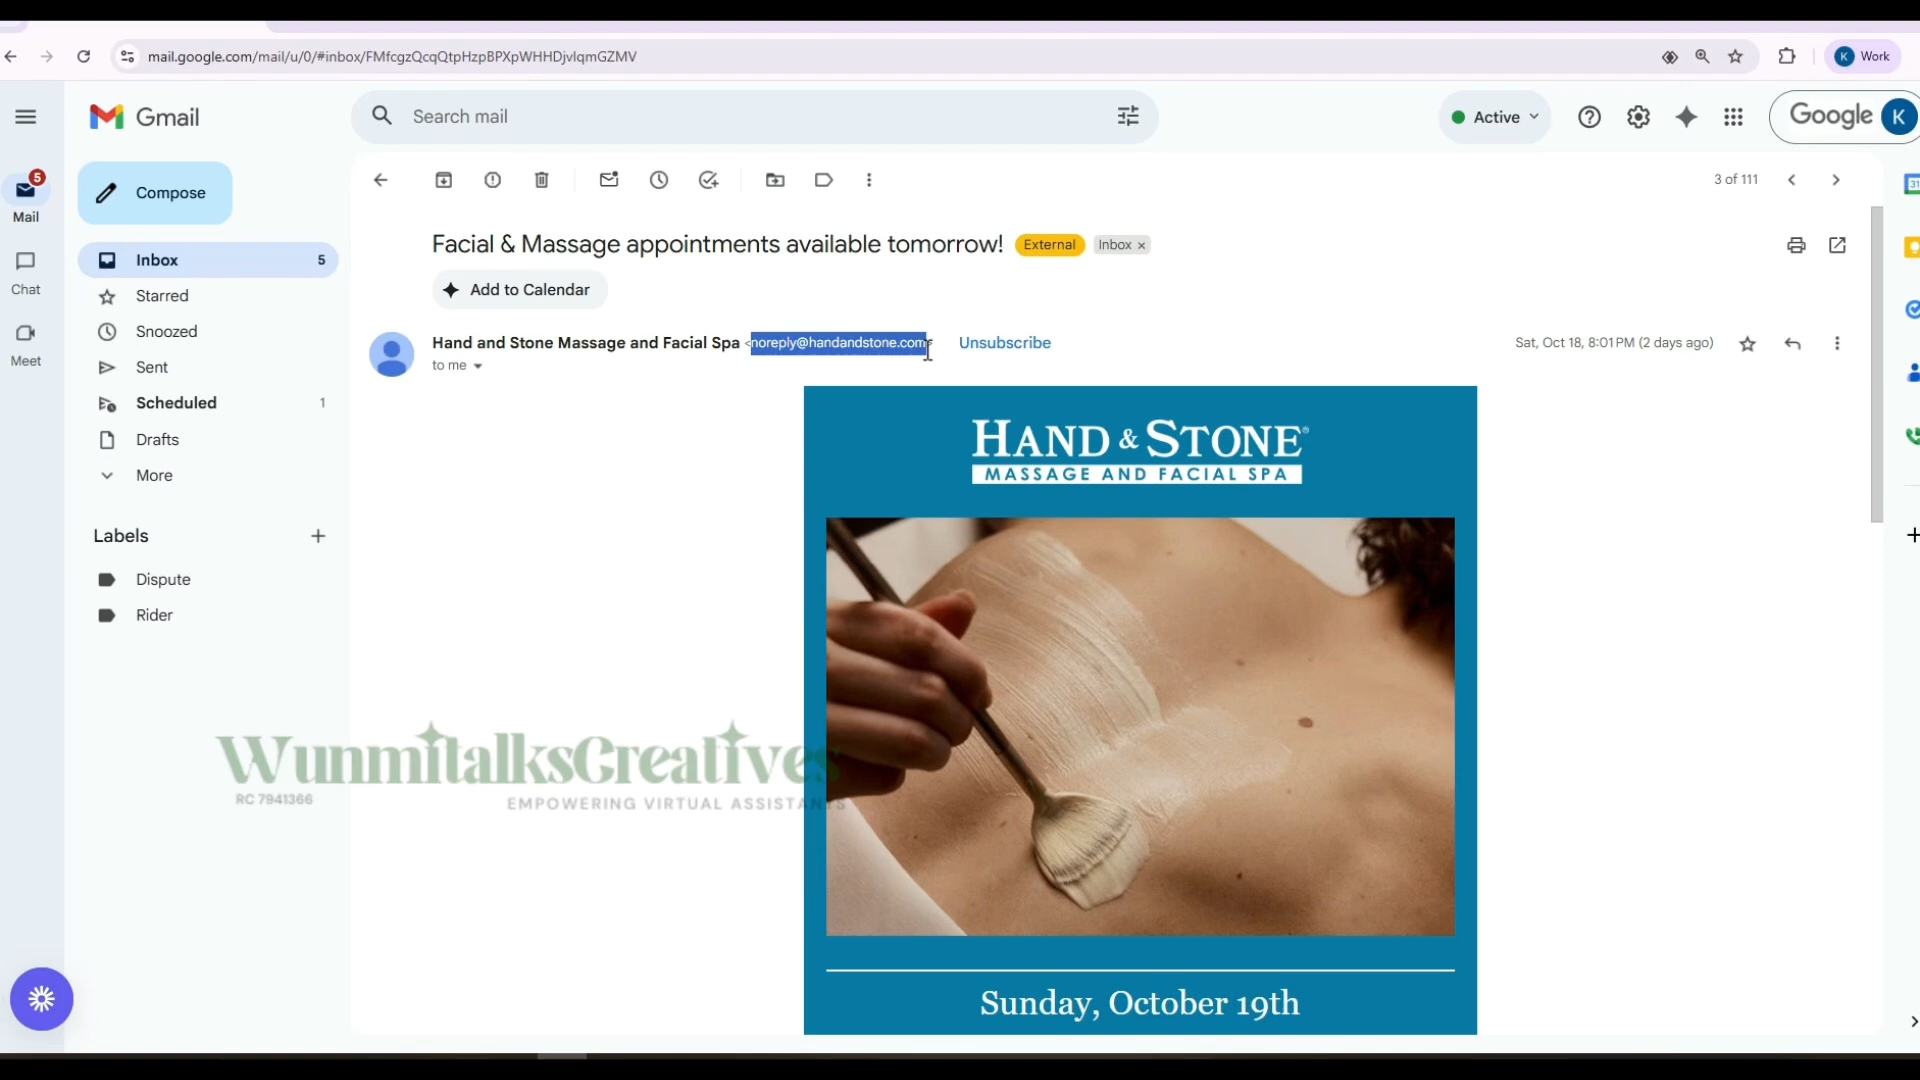 mail.google.com/mail/u/0/#inbox/FMfcgzQcqQtpHzpBPXpWHHDjvlqmGZMV
K Work
Gmail
Search mail
Active
Google K
5
Mail
Compose
3 of 111
Chat
Inbox 5
Facial & Massage appointments available tomorrow! External Inbox ×
Starred
Add to Calendar
Meet
Snoozed
Hand and Stone Massage and Facial Spa <noreply@handandstone.com> Unsubscribe Sat, Oct 18, 8:01 PM (2 days ago)
to me
Sent
Scheduled 1
Drafts
More
HAND & STONE®
MASSAGE AND FACIAL SPA
Labels
Dispute
Rider
WunmitalksCreatives
RC 7941366
EMPOWERING VIRTUAL ASSISTANTS
Sunday, October 19th
31